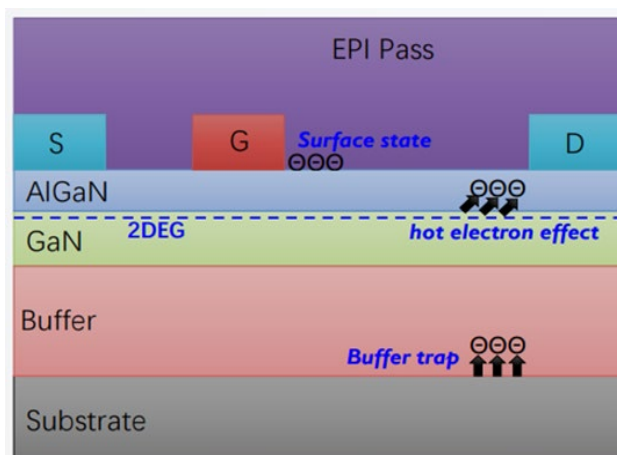 EPI Pass
S
G
Surface state
D
⊖⊖⊖
AlGaN
⊖⊖⊖
2DEG
hot electron effect
GaN
Buffer
⊖⊖⊖
Buffer trap
Substrate